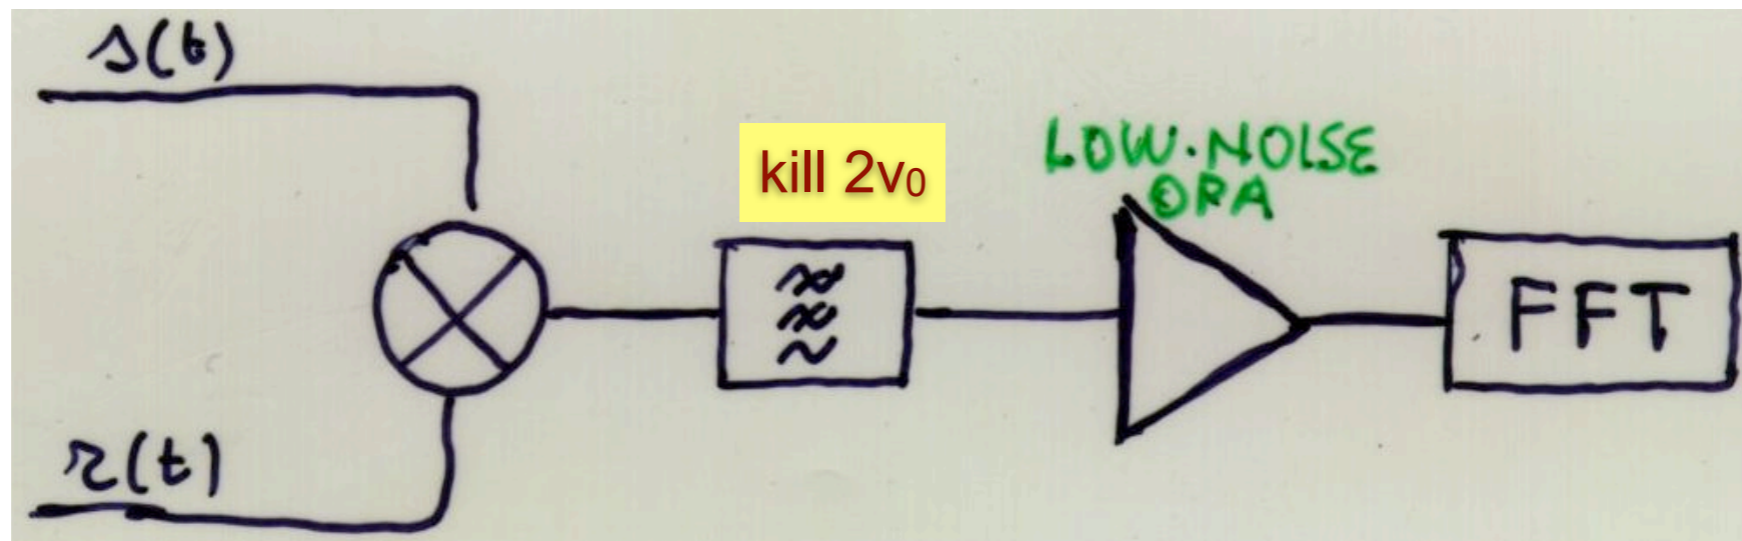 s(t)
kill 2ν₀
LOW-NOISE
OPA
FFT
r(t)